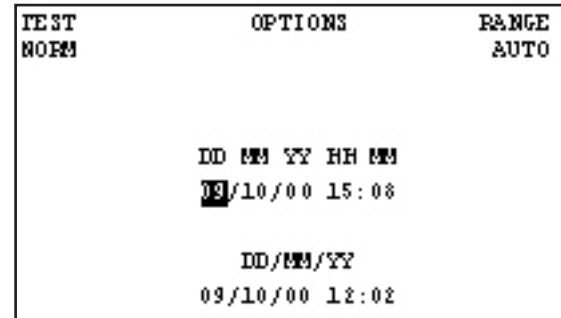 TEST OPTIONS RANGE
NORM AUTO
DD MM YY HH MM
09/10/00 15:08
DD/MM/YY
09/10/00 12:02